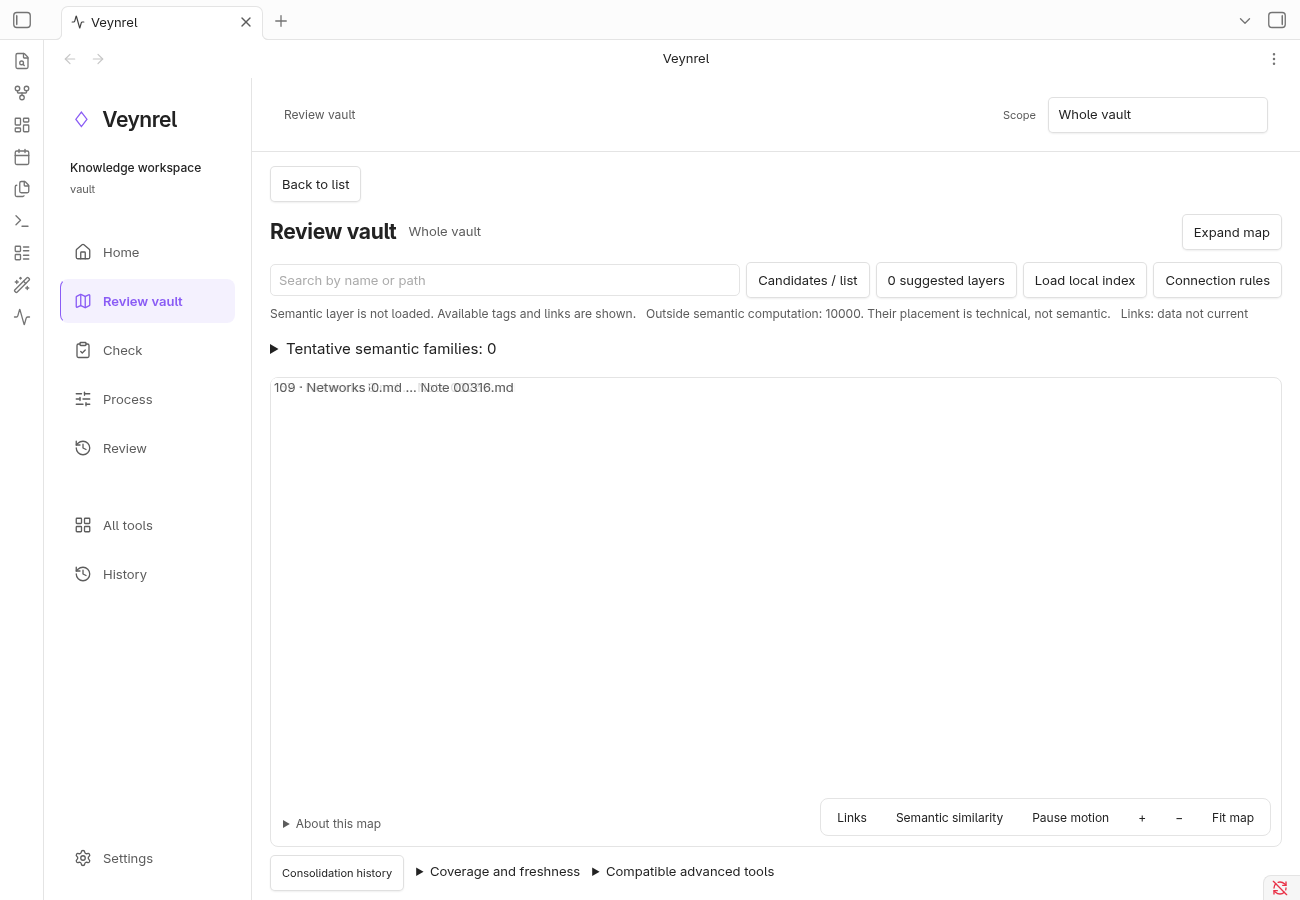 Veynrel
Veynrel
Veynrel
Knowledge workspace
vault
Home
Review vault
Check
Process
Review
All tools
History
Settings
Review vault
Scope
Whole vault
Back to list
Review vault
Whole vault
Expand map
Search by name or path
Candidates / list
0 suggested layers
Load local index
Connection rules
Semantic layer is not loaded. Available tags and links are shown. Outside semantic computation: 10000. Their placement is technical, not semantic. Links: data not current
Tentative semantic families: 0
109 · Networks 0.md ... Note 00316.md
About this map
Links
Semantic similarity
Pause motion
+
−
Fit map
Consolidation history
Coverage and freshness
Compatible advanced tools